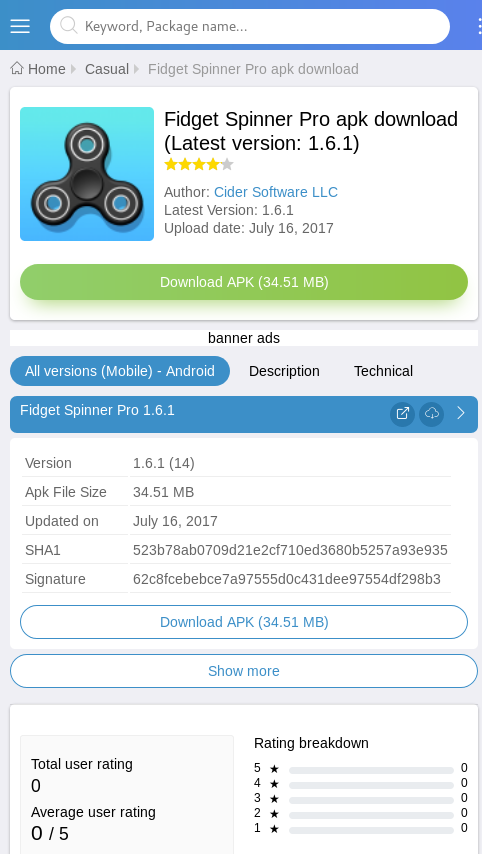 Keyword, Package name...
Home Casual Fidget Spinner Pro apk download
Fidget Spinner Pro apk download
(Latest version: 1.6.1)
Author: Cider Software LLC
Latest Version: 1.6.1
Upload date: July 16, 2017
Download APK (34.51 MB)
banner ads
All versions (Mobile) - Android Description Technical
Fidget Spinner Pro 1.6.1
Version 1.6.1 (14)
Apk File Size 34.51 MB
Updated on July 16, 2017
SHA1 523b78ab0709d21e2cf710ed3680b5257a93e935
Signature 62c8fcebebce7a97555d0c431dee97554df298b3
Download APK (34.51 MB)
Show more
Total user rating
0
Average user rating
0 / 5
Rating breakdown
5 ★ 0
4 ★ 0
3 ★ 0
2 ★ 0
1 ★ 0